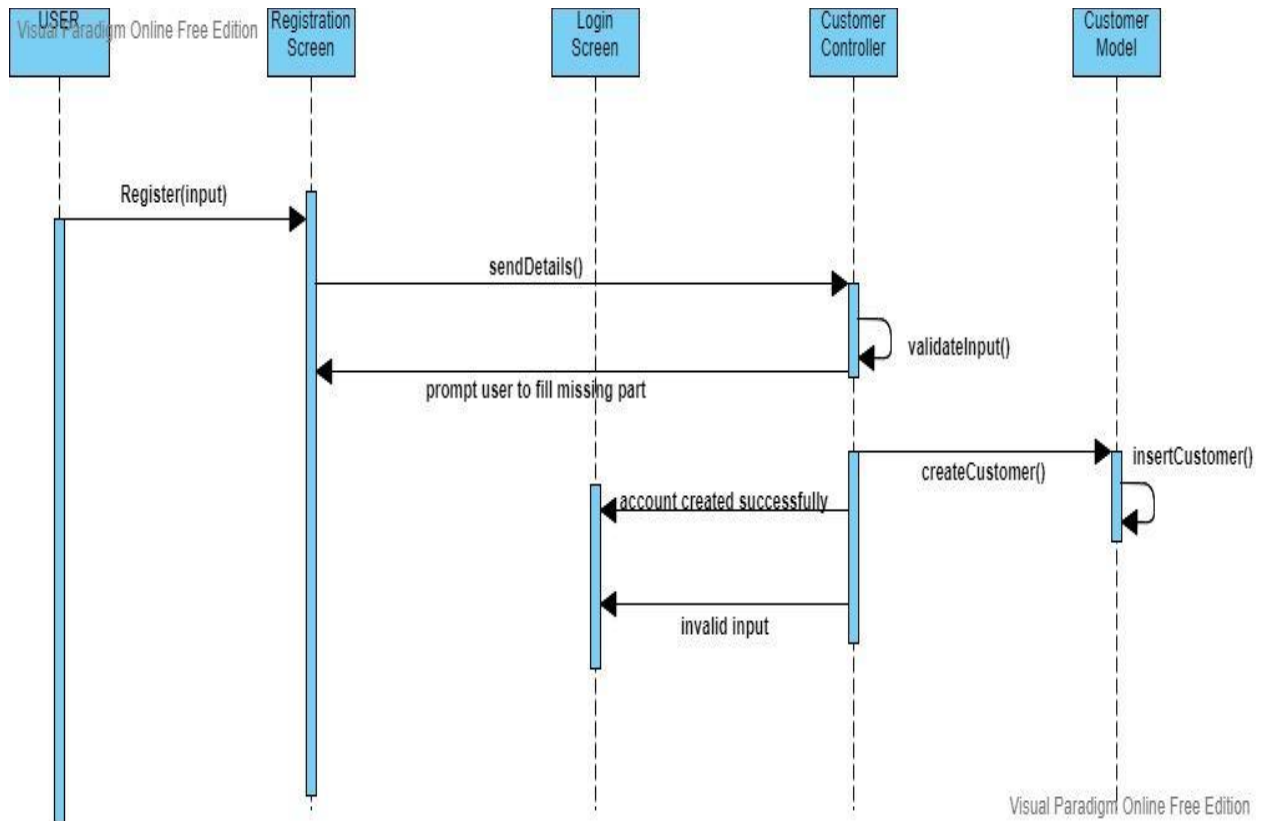 USER
Visual Paradigm Online Free Edition
Registration
Screen
Login
Screen
Customer
Controller
Customer
Model
Register(input)
sendDetails()
validateInput()
prompt user to fill missing part
createCustomer()
insertCustomer()
account created successfully
invalid input
Visual Paradigm Online Free Edition